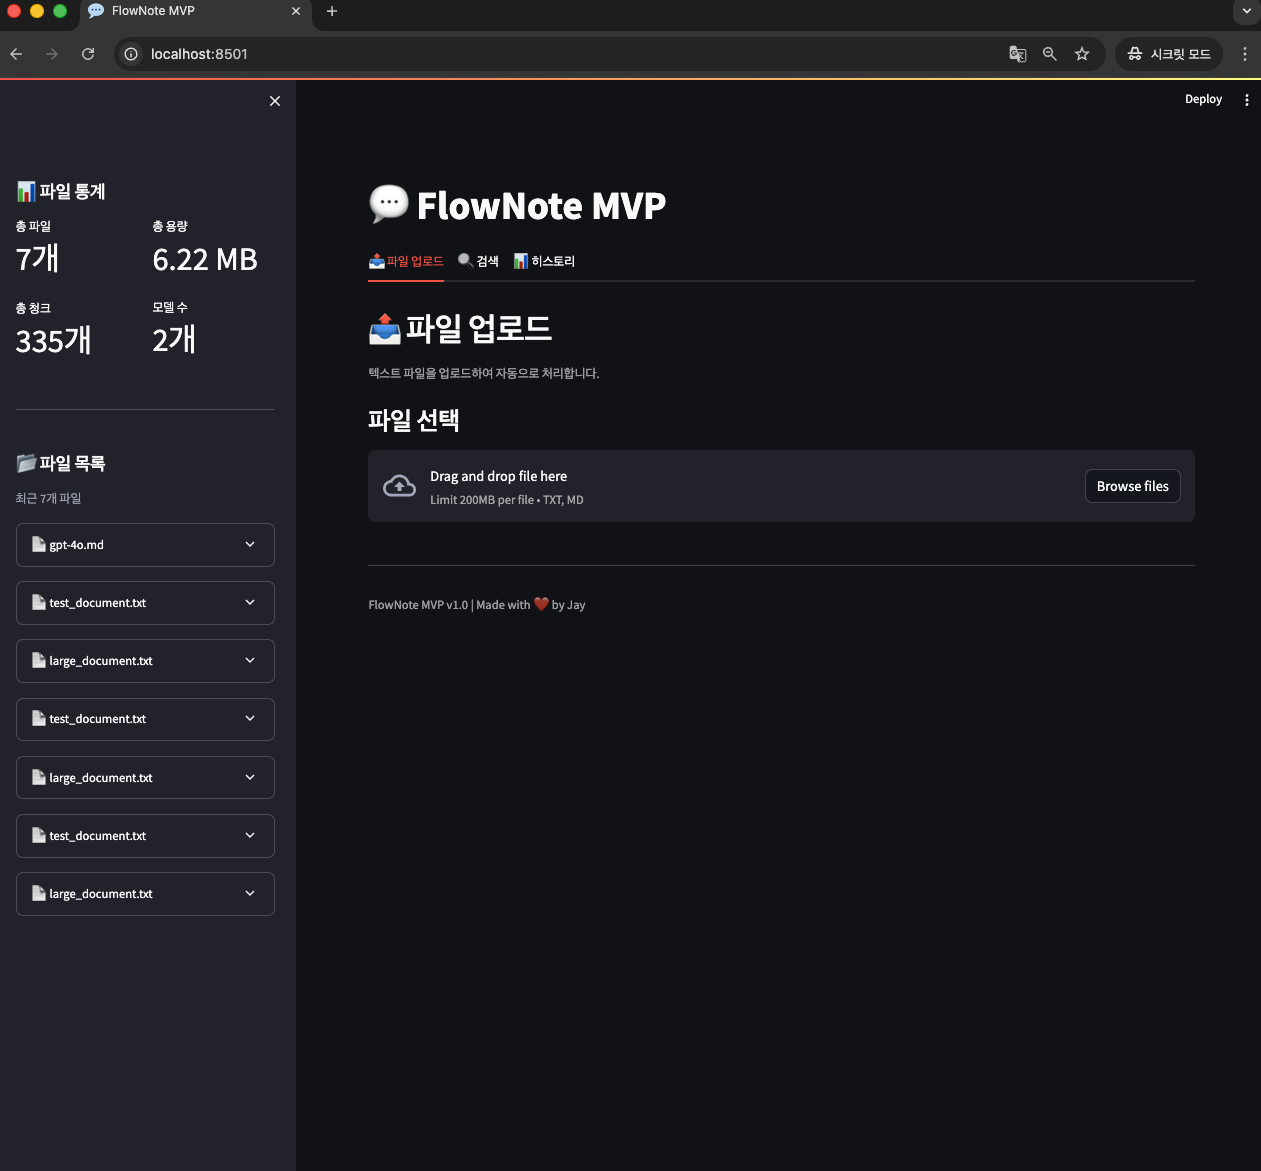 FlowNote MVP
localhost:8501
시크릿 모드
Deploy
파일 통계
총 파일
7개
총 용량
6.22 MB
총 청크
335개
모델 수
2개
파일 목록
최근 7개 파일
gpt-4o.md
test_document.txt
large_document.txt
test_document.txt
large_document.txt
test_document.txt
large_document.txt
FlowNote MVP
파일 업로드
검색
히스토리
파일 업로드
텍스트 파일을 업로드하여 자동으로 처리합니다.
파일 선택
Drag and drop file here
Limit 200MB per file • TXT, MD
Browse files
FlowNote MVP v1.0 | Made with ❤️ by Jay